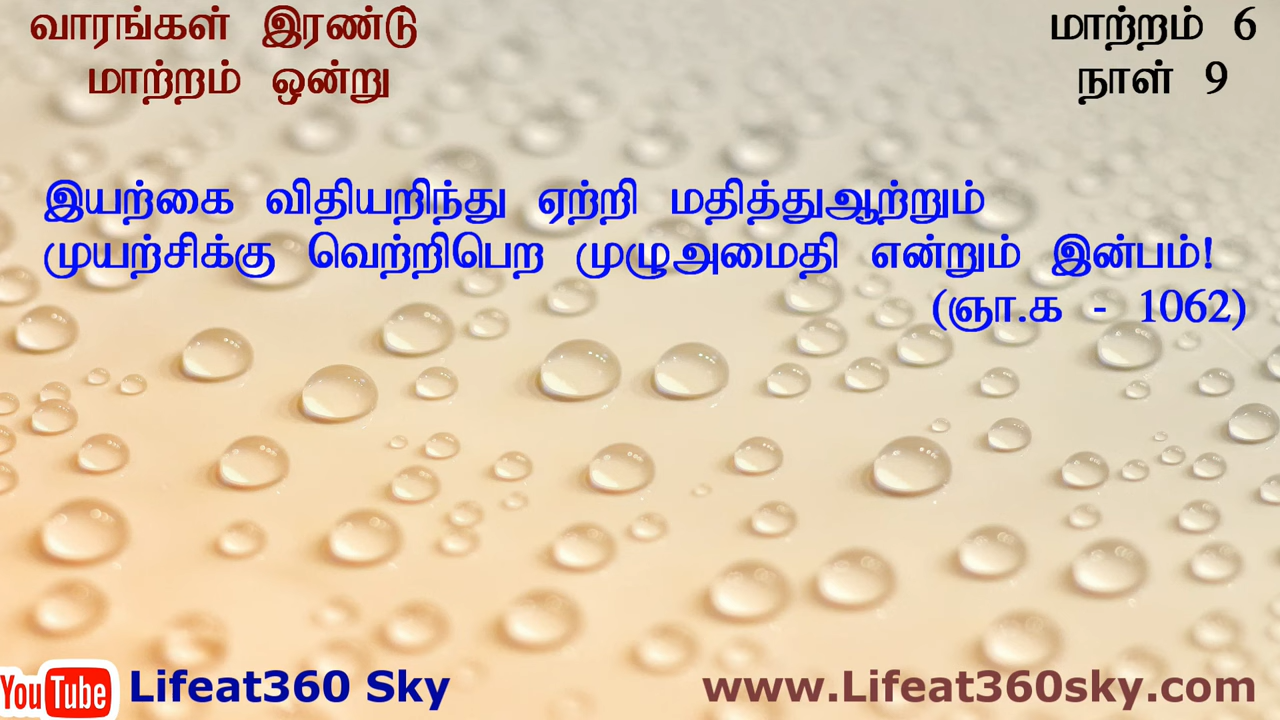 வாரங்கள் இரண்டு
மாற்றம் ஒன்று
மாற்றம் 6
நாள் 9
இயற்கை விதியறிந்து ஏற்றி மதித்துஆற்றும்
முயற்சிக்கு வெற்றிபெற முழுஅமைதி என்றும் இன்பம்!
(ஞா.க - 1062)
YouTube Lifeat360 Sky
www.Lifeat360sky.com